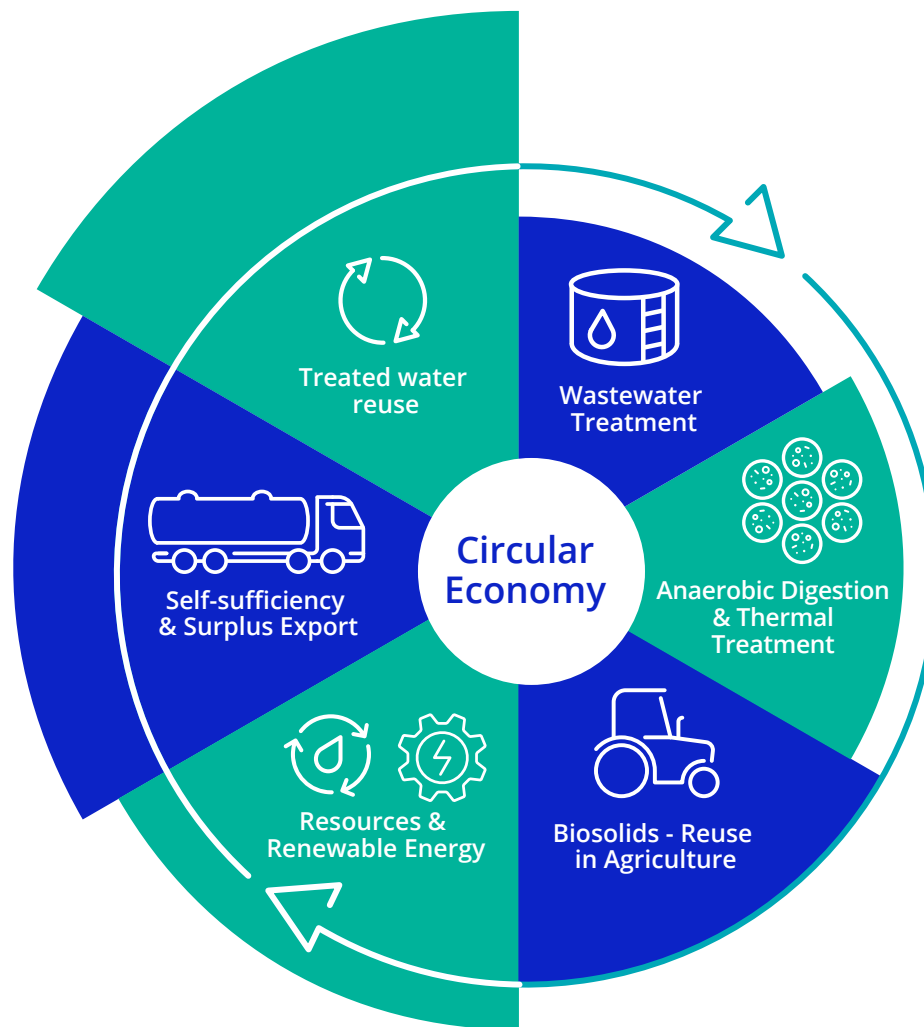 Circular
Economy
Wastewater
Treatment
Anaerobic Digestion
& Thermal
Treatment
Biosolids - Reuse
in Agriculture
Resources &
Renewable Energy
Self-sufficiency
& Surplus Export
Treated water
reuse